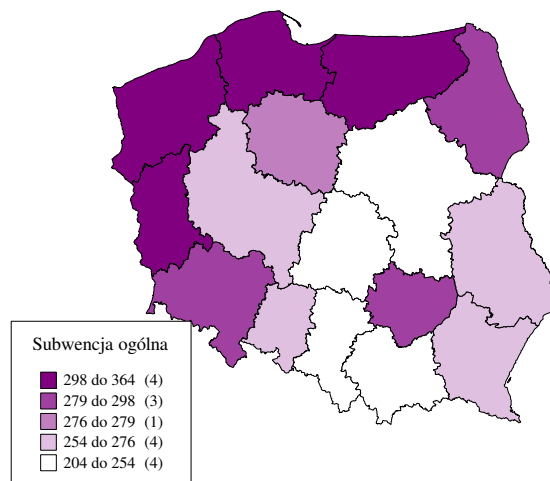 Subwencja ogólna
298 do 364 (4)
279 do 298 (3)
276 do 279 (1)
254 do 276 (4)
204 do 254 (4)